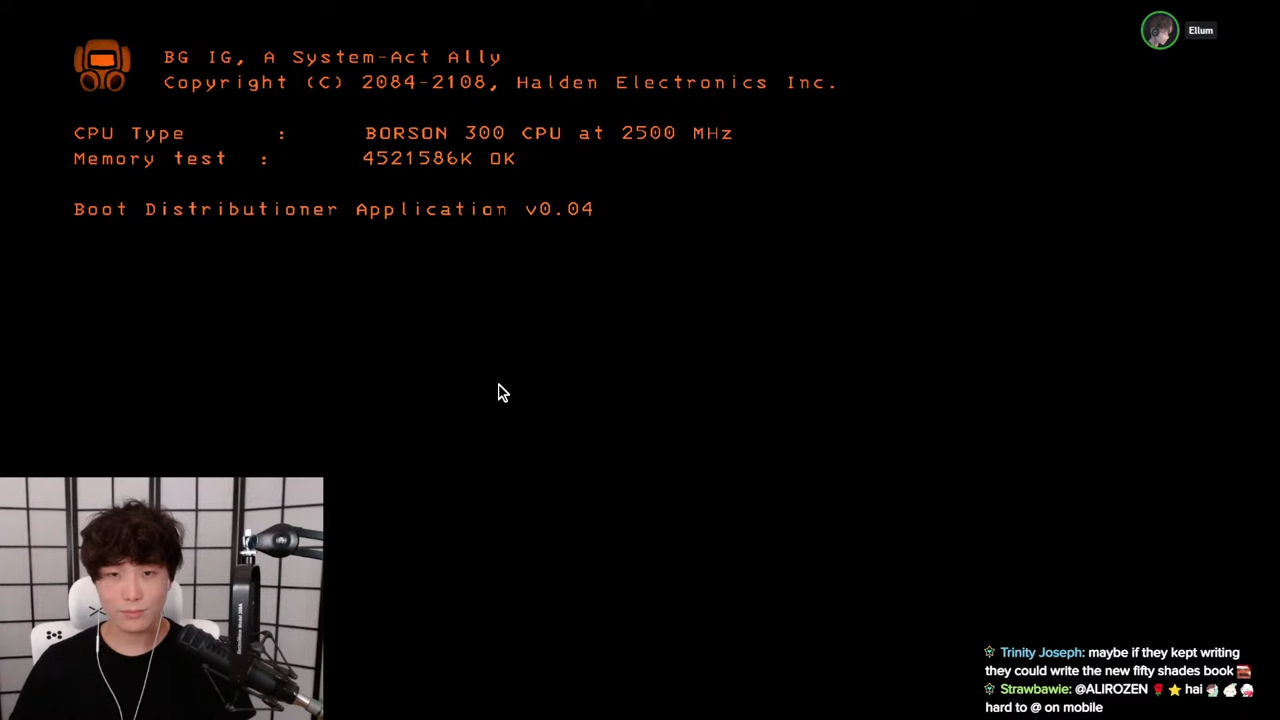 BG IG, A System-Act Ally
Copyright (C) 2084-2108, Halden Electronics Inc.
Ellum
CPU Type : BORSON 300 CPU at 2500 MHz
Memory test : 4521586K OK
Boot Distributioner Application v0.04
Trinity Joseph: maybe if they kept writing
they could write the new fifty shades book
Strawbawie: @ALIROZEN hai
hard to @ on mobile